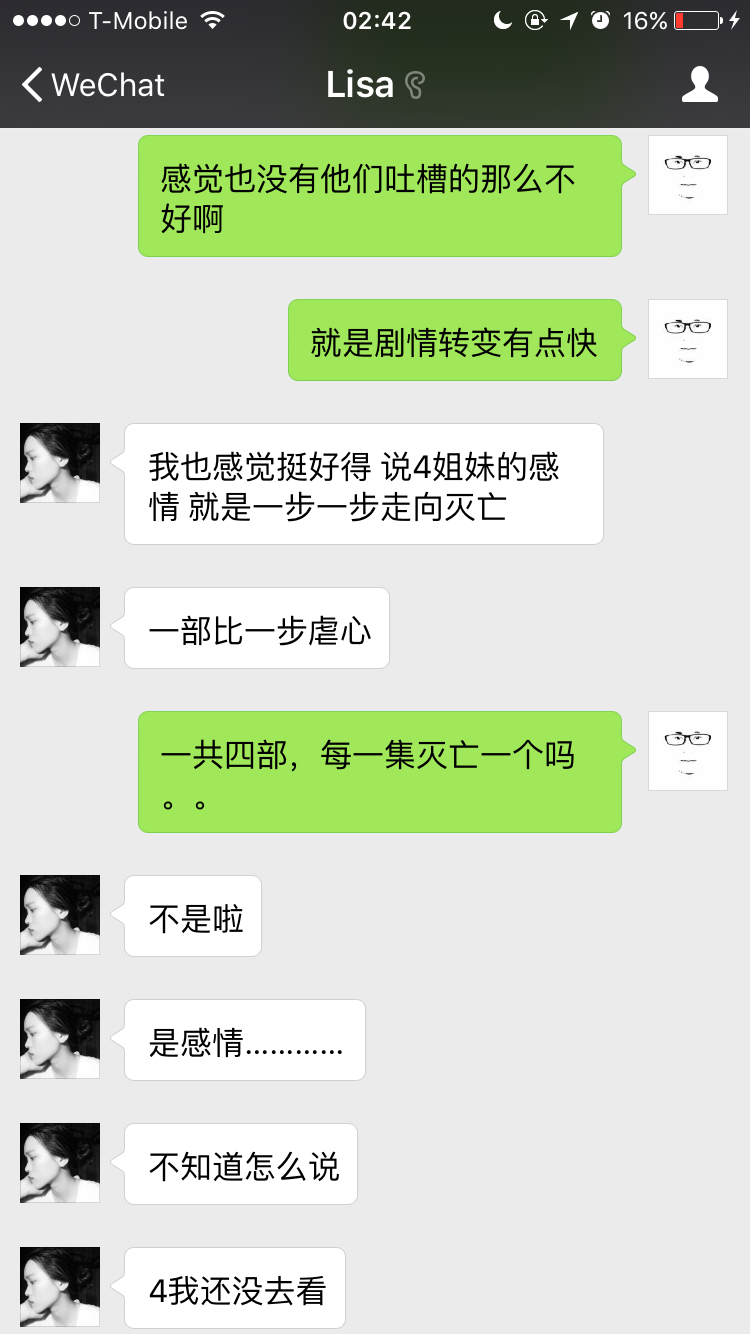 T-Mobile 02:42 16%
WeChat Lisa
感觉也没有他们吐槽的那么不
好啊
就是剧情转变有点快
我也感觉挺好得 说4姐妹的感
情 就是一步一步走向灭亡
一部比一步虐心
一共四部，每一集灭亡一个吗
。。
不是啦
是感情…………
不知道怎么说
4我还没去看